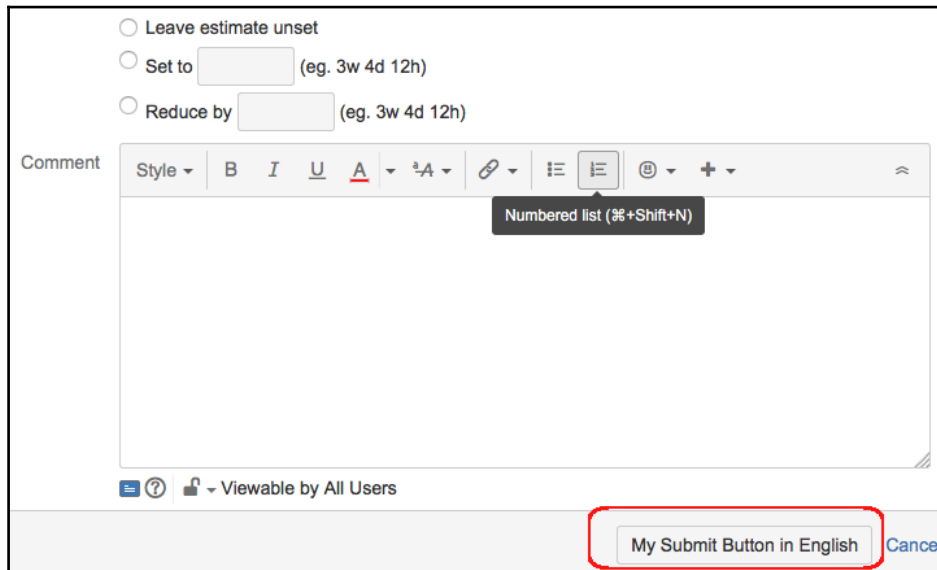 Leave estimate unset
Set to (eg. 3w 4d 12h)
Reduce by (eg. 3w 4d 12h)
Comment
Style B I U A ªA
Numbered list (⌘+Shift+N)
Viewable by All Users
My Submit Button in English Cance